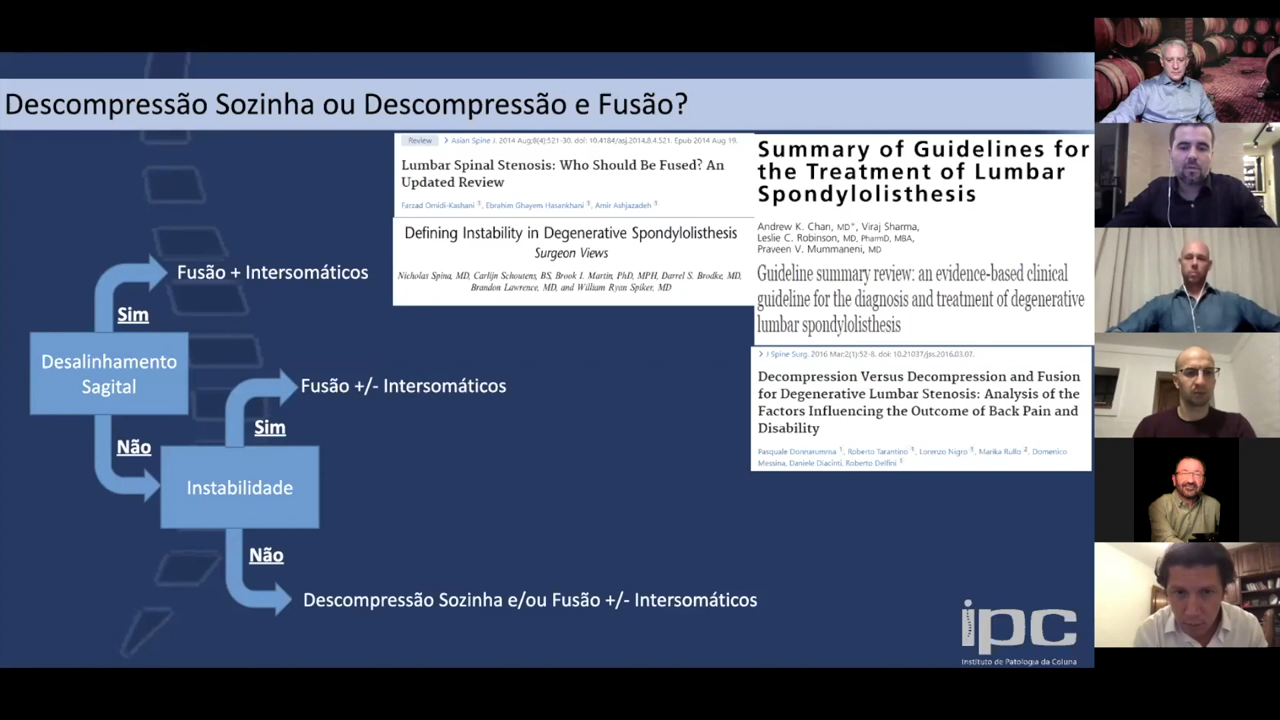 Descompressão Sozinha ou Descompressão e Fusão?
Review > Asian Spine J. 2014 Aug;8(4):521-30. doi: 10.4184/asj.2014.8.4.521. Epub 2014 Aug 19.
Lumbar Spinal Stenosis: Who Should Be Fused? An
Updated Review
Farzad Omidi-Kashani 1, Ebrahim Ghayem Hasankhani 1, Amir Ashjazadeh 1
Defining Instability in Degenerative Spondylolisthesis
Surgeon Views
Nicholas Spina, MD, Carlijn Schoutens, BS, Brook I. Martin, PhD, MPH, Darrel S. Brodke, MD,
Brandon Lawrence, MD, and William Ryan Spiker, MD
Summary of Guidelines for
the Treatment of Lumbar
Spondylolisthesis
Andrew K. Chan, MD*, Viraj Sharma,
Leslie C. Robinson, MD, PharmD, MBA,
Praveen V. Mummaneni, MD
Guideline summary review: an evidence-based clinical
guideline for the diagnosis and treatment of degenerative
lumbar spondylolisthesis
> J Spine Surg. 2016 Mar;2(1):52-8. doi: 10.21037/jss.2016.03.07.
Decompression Versus Decompression and Fusion
for Degenerative Lumbar Stenosis: Analysis of the
Factors Influencing the Outcome of Back Pain and
Disability
Pasquale Donnarumma 1, Roberto Tarantino 1, Lorenzo Nigro 1, Marika Rullo 2, Domenico
Messina, Daniele Diacinti, Roberto Delfini 1
Fusão + Intersomáticos
Sim
Desalinhamento
Sagital
Não
Fusão +/- Intersomáticos
Sim
Instabilidade
Não
Descompressão Sozinha e/ou Fusão +/- Intersomáticos
ipc
Instituto de Patologia da Coluna